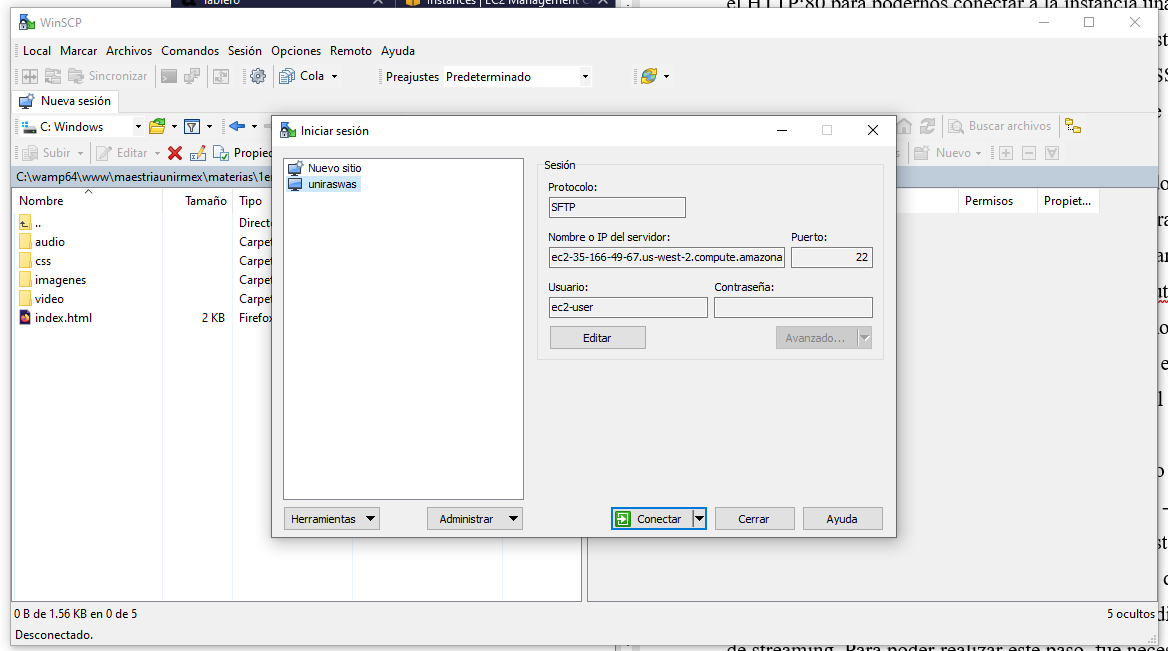 Tablero
Instances | EC2 Management C
el HTTP:80 para podernos conectar a la instancia una
WinSCP
Local Marcar Archivos Comandos Sesión Opciones Remoto Ayuda
Sincronizar
Cola
Preajustes Predeterminado
Nueva sesión
C: Windows
Buscar archivos
Subir
Editar
Propied
Nuevo
C:\wamp64\www\maestriaunirmex\materias\1e
Nombre Tamaño Tipo
Permisos Propiet...
.. Direct
audio Carpet
css Carpet
imagenes Carpet
video Carpet
index.html 2 KB Firefox
Iniciar sesión
Nuevo sitio
uniraswas
Sesión
Protocolo:
SFTP
Nombre o IP del servidor: Puerto:
ec2-35-166-49-67.us-west-2.compute.amazona 22
Usuario: Contraseña:
ec2-user
Editar Avanzado...
Herramientas Administrar Conectar Cerrar Ayuda
0 B de 1.56 KB en 0 de 5
5 ocultos
Desconectado.
de streaming. Para poder realizar este paso, fue neces